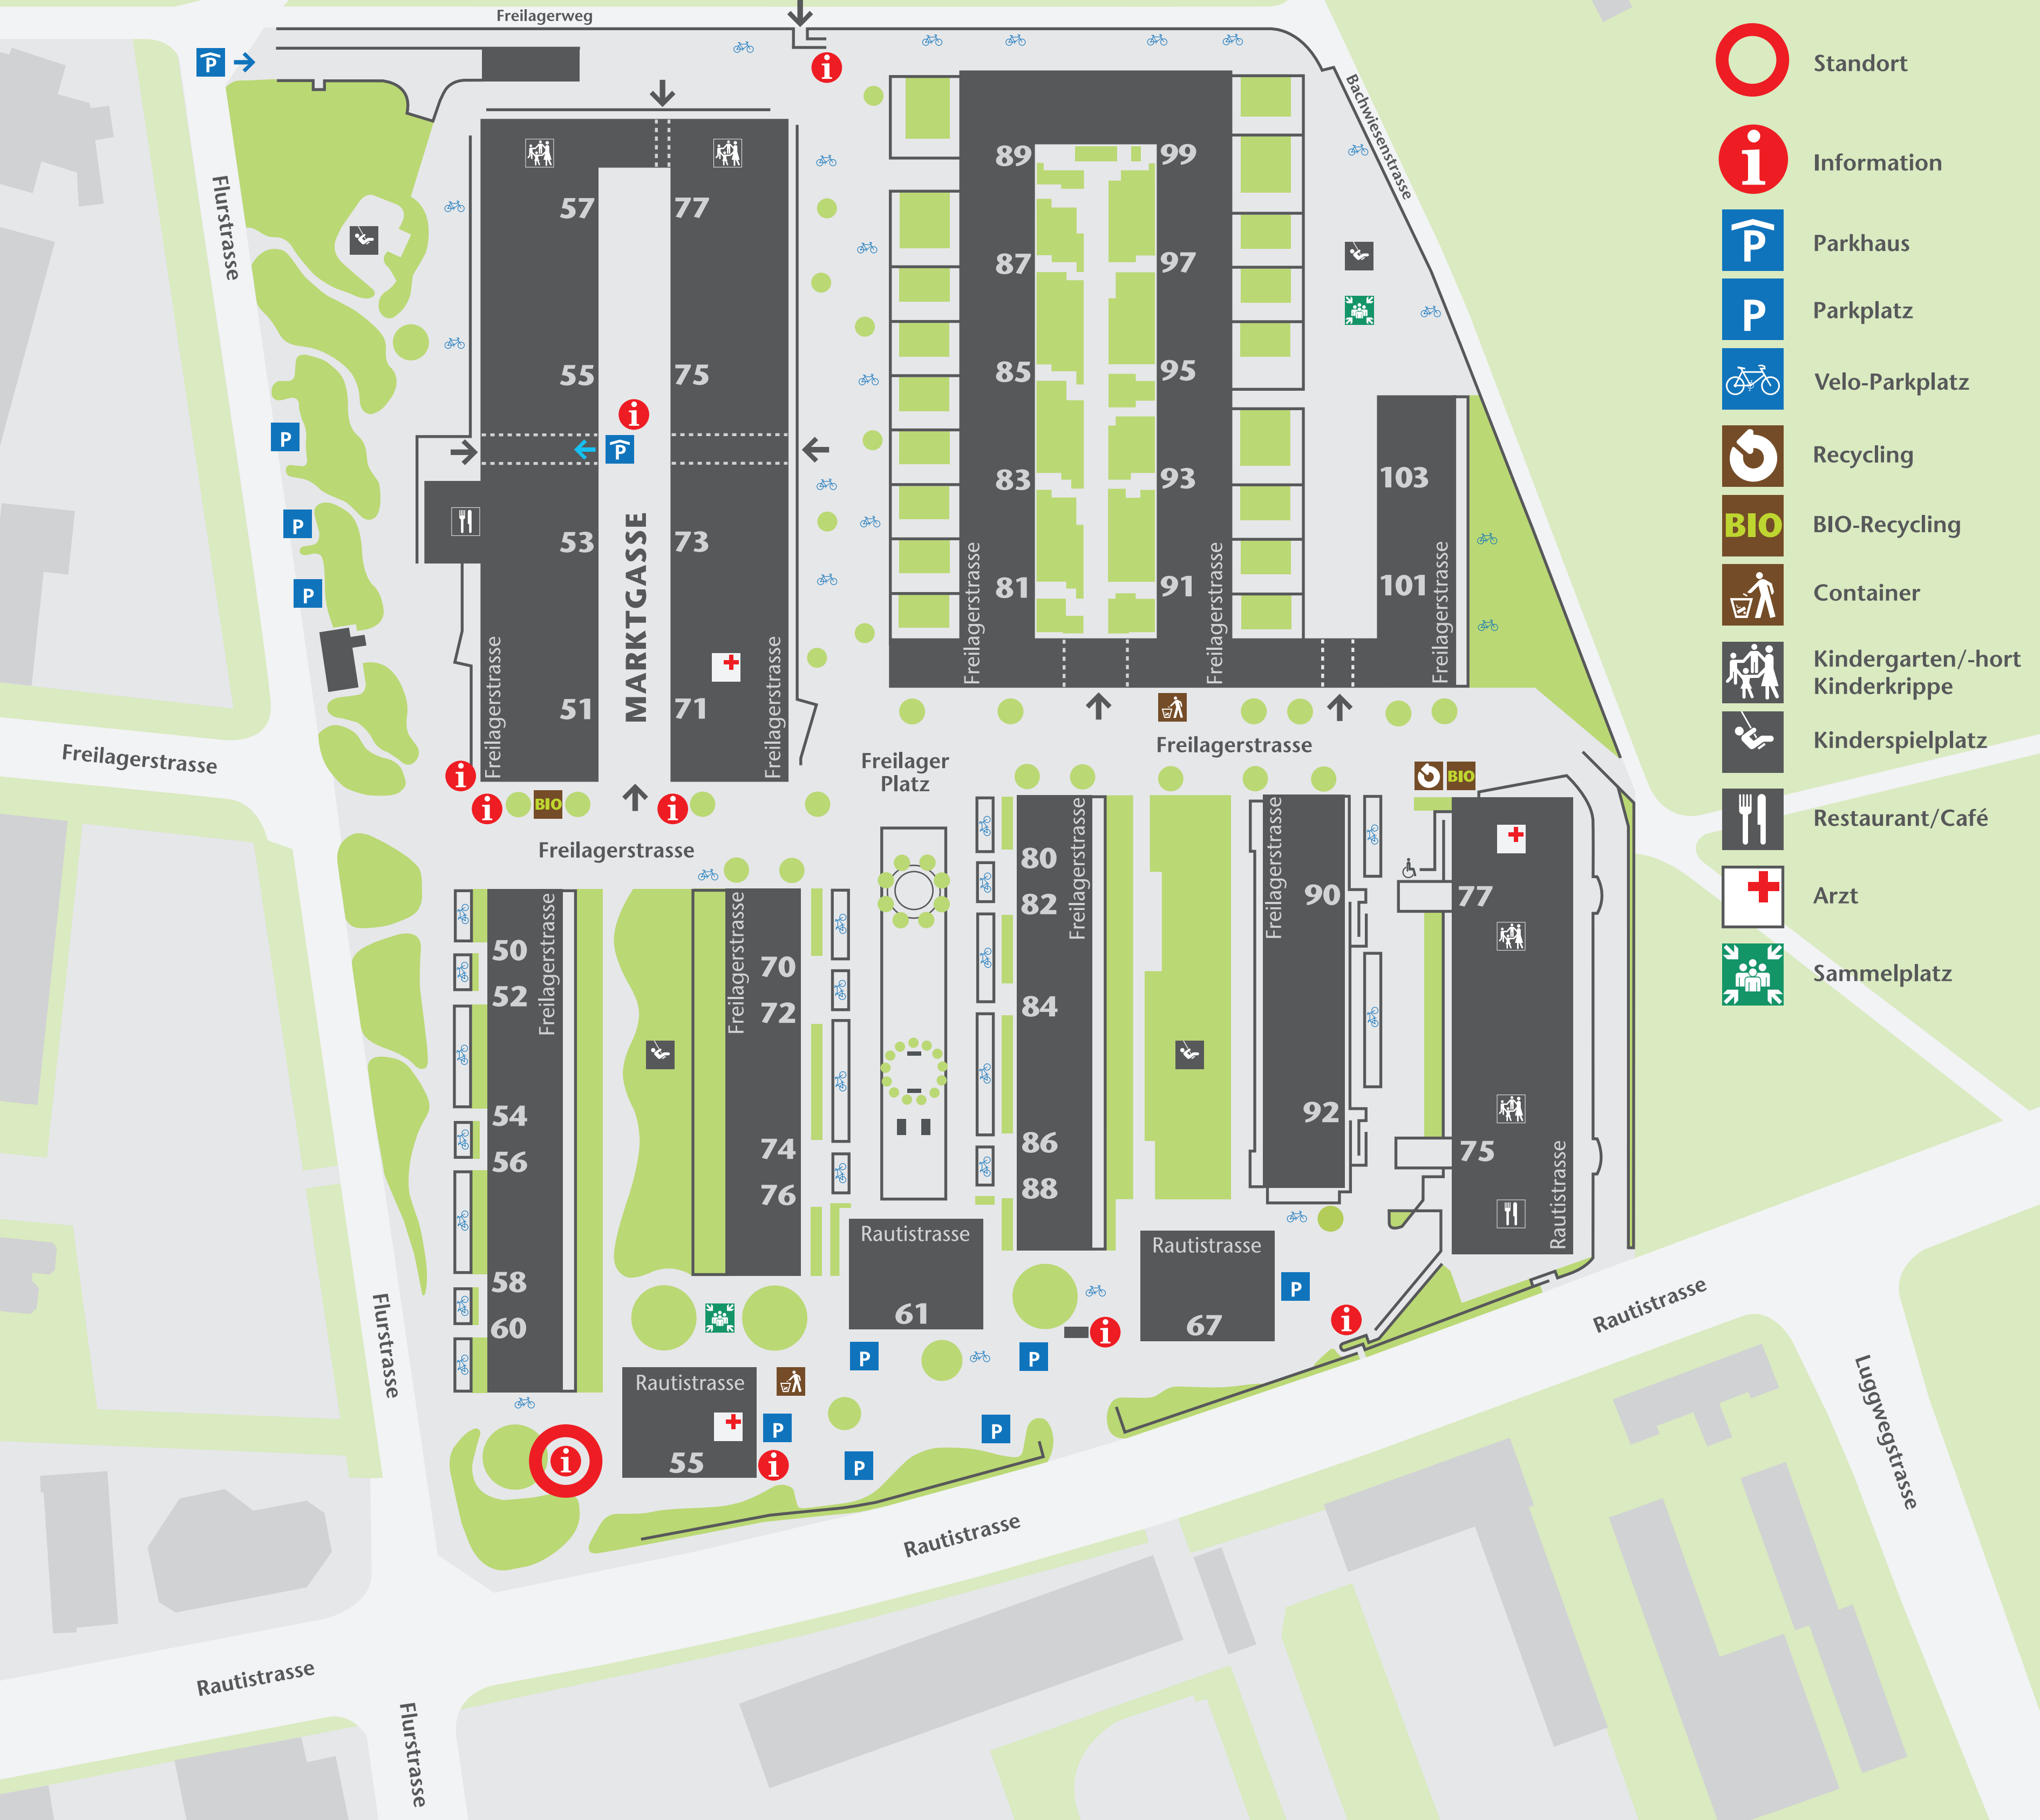 Freilagerweg
P
i
Standort
i
Information
P
Parkhaus
P
Parkplatz
Velo-Parkplatz
Recycling
BIO
BIO-Recycling
Container
Kindergarten/-hort
Kinderkrippe
Kinderspielplatz
Restaurant/Café
Arzt
Sammelplatz
Bachwiesenstrasse
Flurstrasse
57
77
55
75
i
P
53
73
51
71
MARKTGASSE
Freilagerstrasse
Freilagerstrasse
P
P
P
89
99
87
97
85
95
83
93
81
91
103
101
Freilagerstrasse
Freilagerstrasse
Freilagerstrasse
Freilagerstrasse
i
i
BIO
i
Freilagerstrasse
Freilager
Platz
Freilagerstrasse
BIO
50
52
54
56
58
60
Freilagerstrasse
Freilagerstrasse
70
72
74
76
80
82
84
86
88
Freilagerstrasse
Freilagerstrasse
90
92
77
75
Rautistrasse
Rautistrasse
61
Rautistrasse
67
P
i
i
P
P
Rautistrasse
55
P
i
P
P
i
Flurstrasse
Rautistrasse
Luggwegstrasse
Rautistrasse
Rautistrasse
Flurstrasse